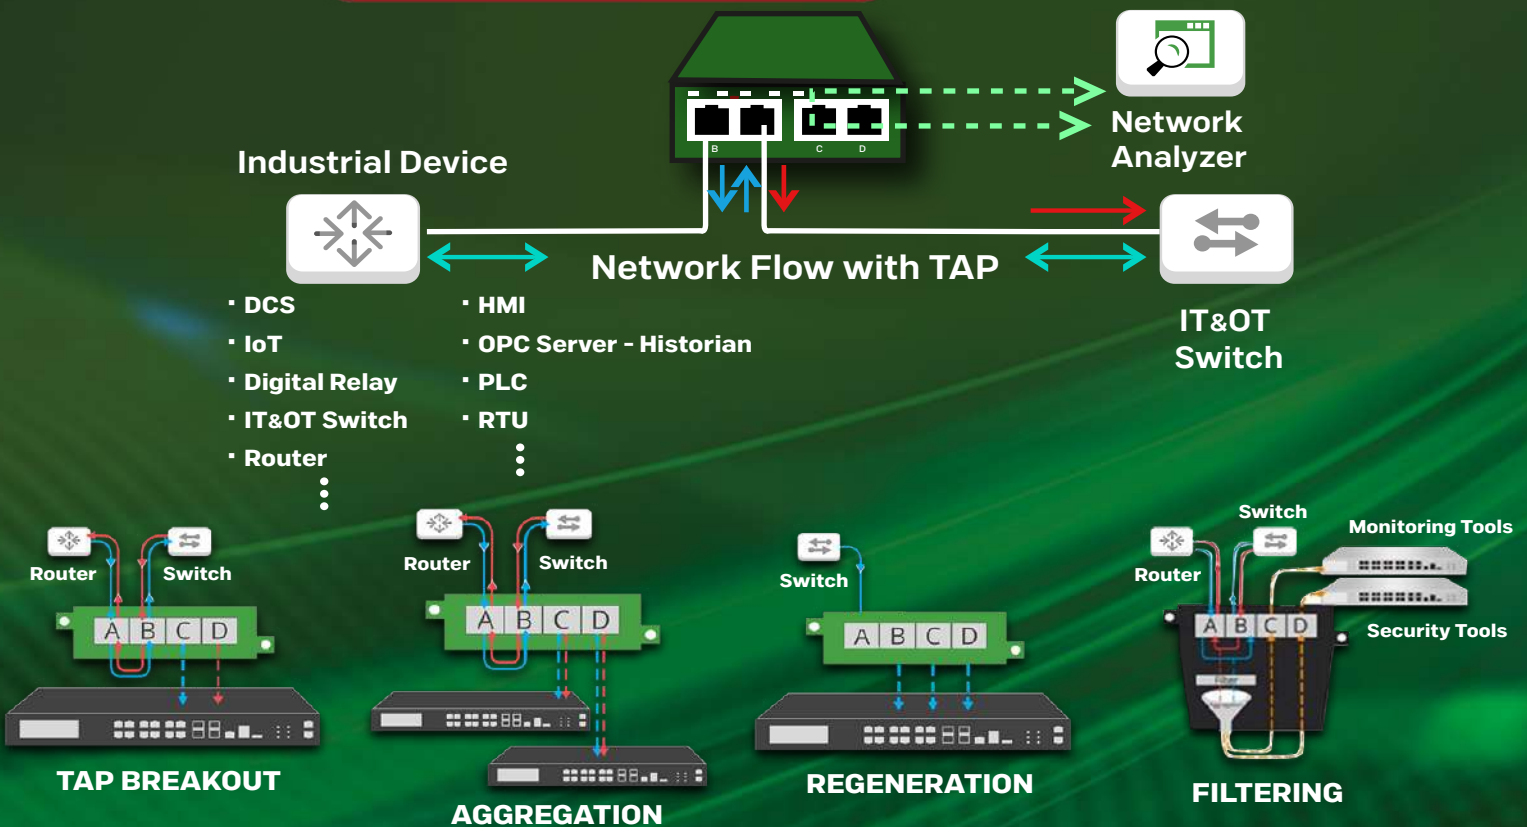 B
C
D
Network
Analyzer
Industrial Device
Network Flow with TAP
IT&OT
Switch
· DCS
· IoT
· Digital Relay
· IT&OT Switch
· Router
· HMI
· OPC Server - Historian
· PLC
· RTU
Router
Switch
A B C D
TAP BREAKOUT
Router
Switch
A B C D
AGGREGATION
Switch
A B C D
REGENERATION
Switch
Router
Monitoring Tools
Security Tools
A B C D
Filter
FILTERING